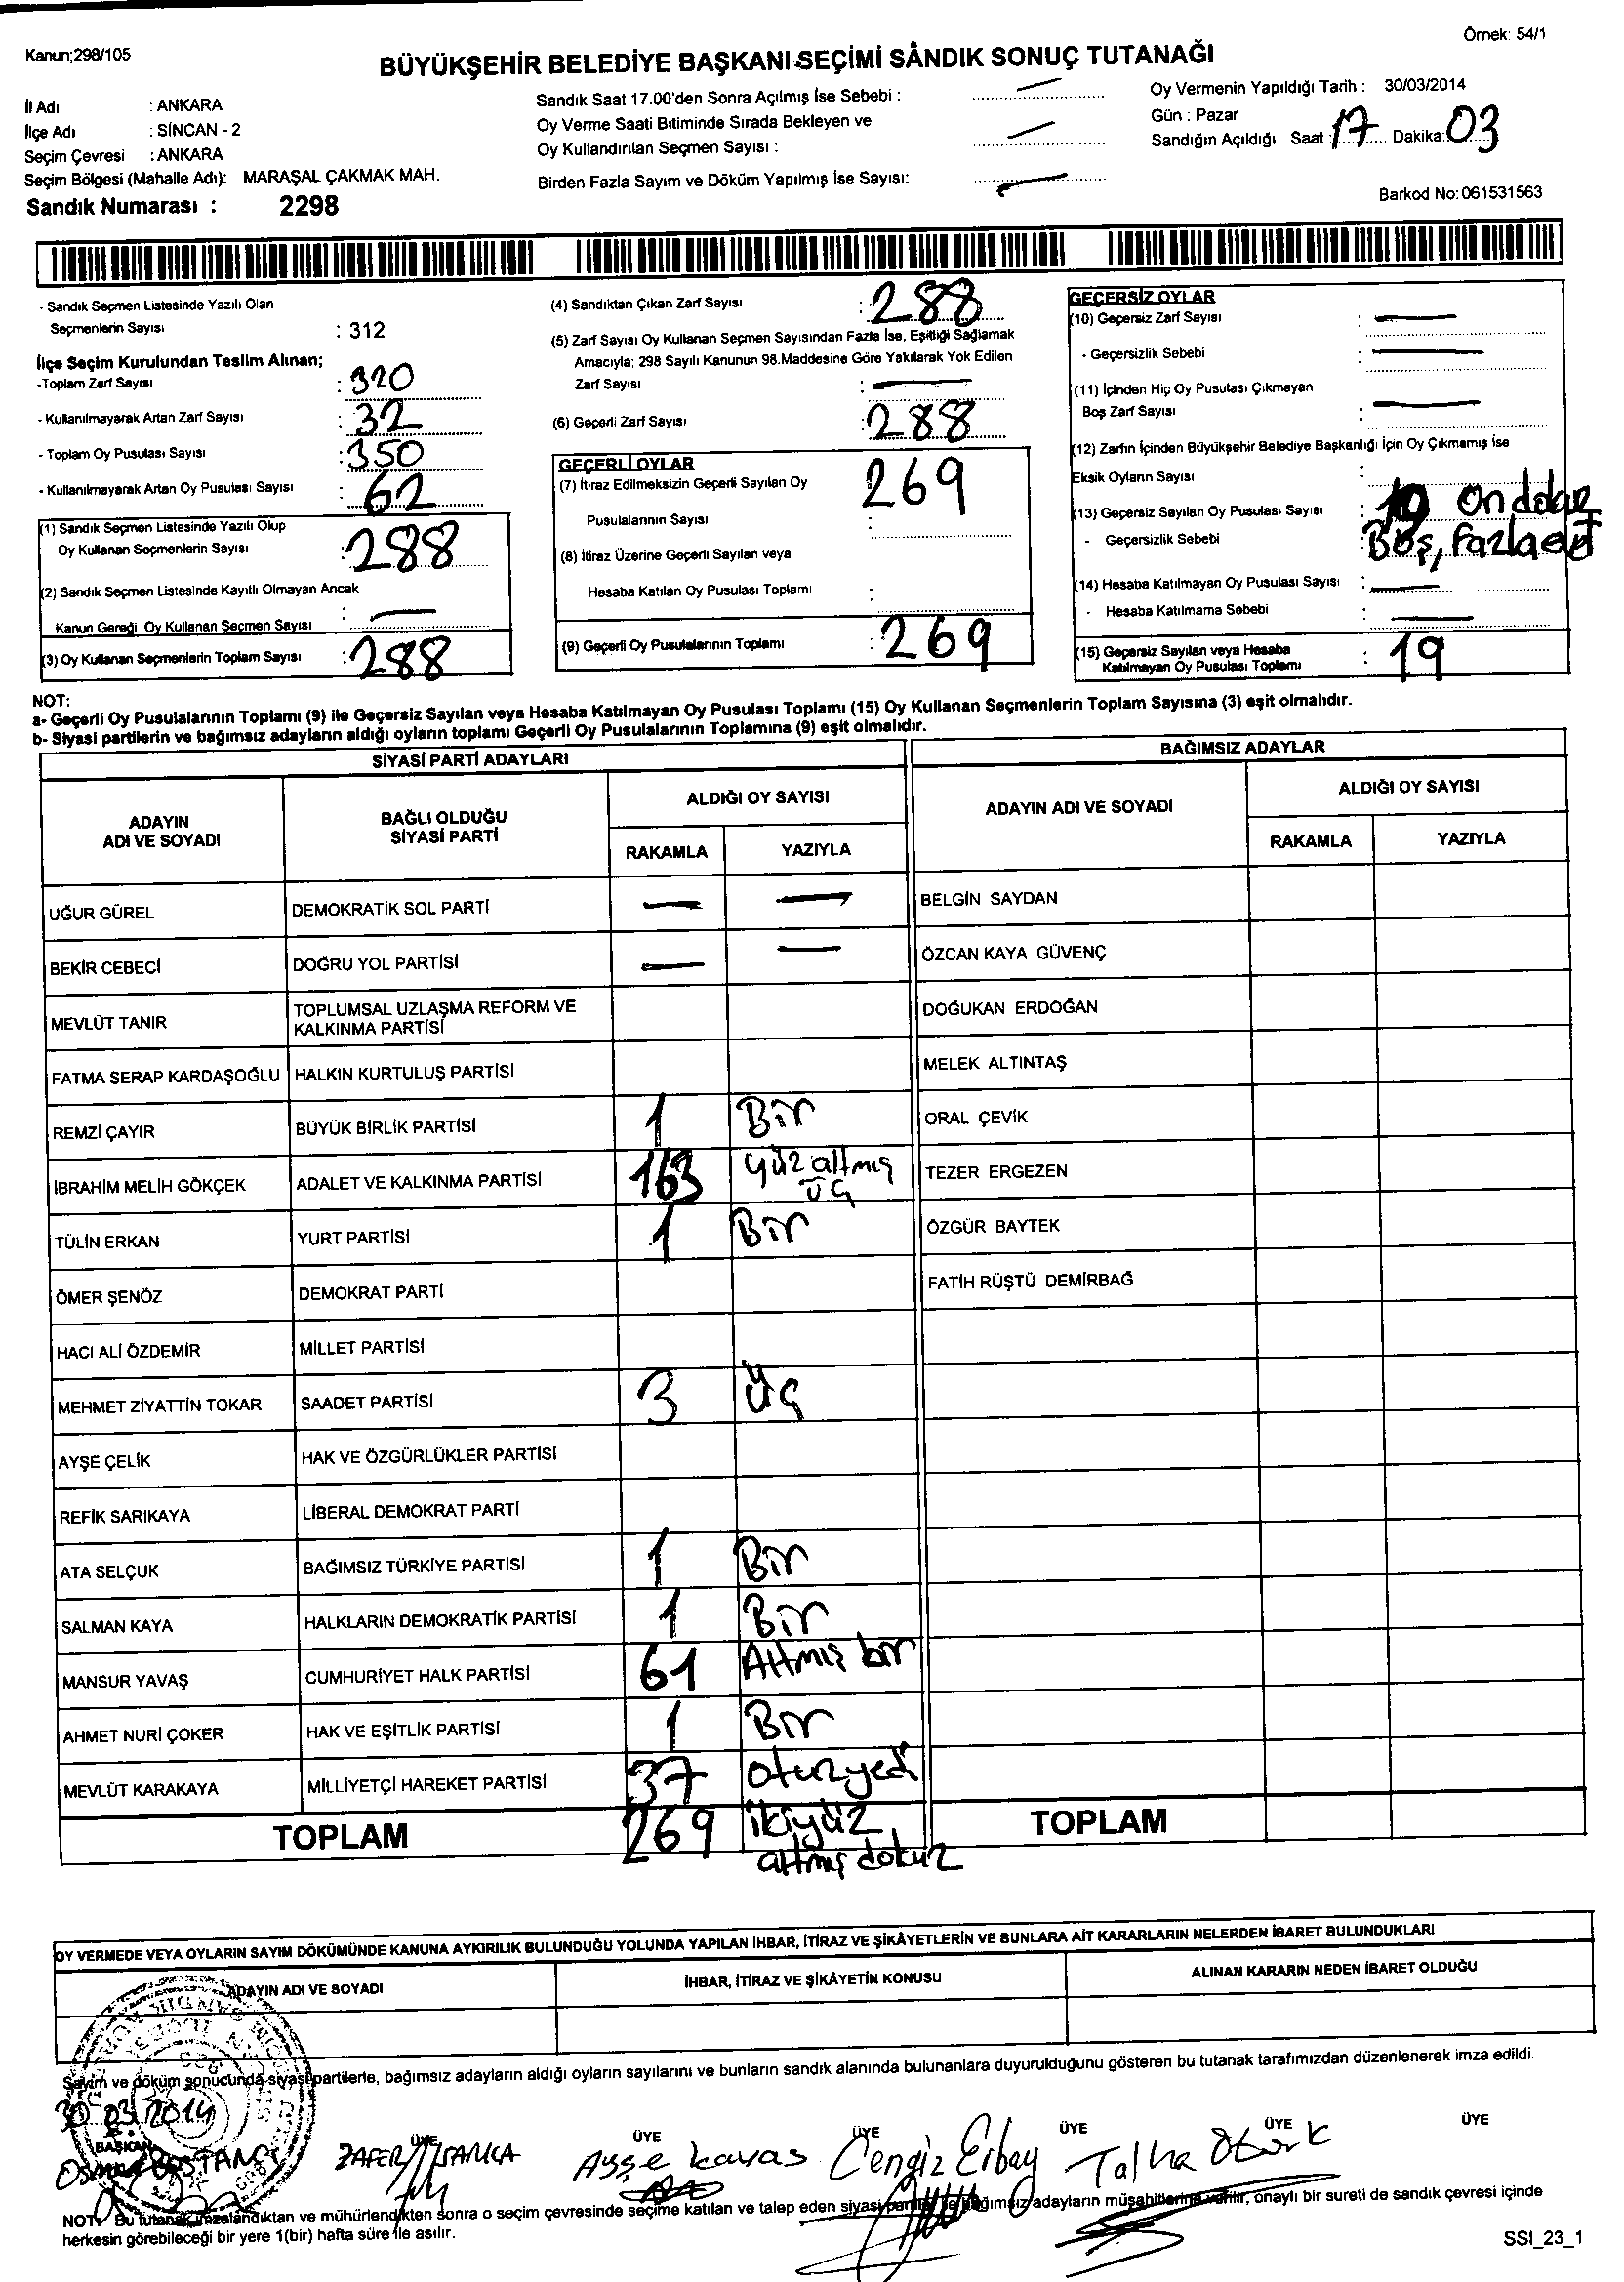 Kanun;298/105
Örnek: 54/1
BÜYÜKŞEHİR BELEDİYE BAŞKANI SEÇİMİ SANDIK SONUÇ TUTANAĞI
İl Adı : ANKARA
İlçe Adı : SİNCAN - 2
Seçim Çevresi : ANKARA
Seçim Bölgesi (Mahalle Adı): MARAŞAL ÇAKMAK MAH.
Sandık Numarası : 2298
Sandık Saat 17.00'den Sonra Açılmış İse Sebebi : —
Oy Verme Saati Bitiminde Sırada Bekleyen ve
Oy Kullandırılan Seçmen Sayısı : —
Birden Fazla Sayım ve Döküm Yapılmış İse Sayısı: —
Oy Vermenin Yapıldığı Tarih : 30/03/2014
Gün : Pazar
Sandığın Açıldığı Saat : 17 Dakika: 03
Barkod No: 061531563
- Sandık Seçmen Listesinde Yazılı Olan
Seçmenlerin Sayısı : 312
İlçe Seçim Kurulundan Teslim Alınan;
-Toplam Zarf Sayısı : 320
- Kullanılmayarak Artan Zarf Sayısı : 32
- Toplam Oy Pusulası Sayısı : 350
- Kullanılmayarak Artan Oy Pusulası Sayısı : 62
(1) Sandık Seçmen Listesinde Yazılı Olup
Oy Kullanan Seçmenlerin Sayısı : 288
(2) Sandık Seçmen Listesinde Kayıtlı Olmayan Ancak
Kanun Gereği Oy Kullanan Seçmen Sayısı : —
(3) Oy Kullanan Seçmenlerin Toplam Sayısı : 288
(4) Sandıktan Çıkan Zarf Sayısı : 288
(5) Zarf Sayısı Oy Kullanan Seçmen Sayısından Fazla İse, Eşitliği Sağlamak
Amacıyla; 298 Sayılı Kanunun 98.Maddesine Göre Yakılarak Yok Edilen
Zarf Sayısı : —
(6) Geçerli Zarf Sayısı : 288
GEÇERLİ OYLAR
(7) İtiraz Edilmeksizin Geçerli Sayılan Oy 269
Pusulalarının Sayısı :
(8) İtiraz Üzerine Geçerli Sayılan veya
Hesaba Katılan Oy Pusulası Toplamı :
(9) Geçerli Oy Pusulalarının Toplamı : 269
GEÇERSİZ OYLAR
(10) Geçersiz Zarf Sayısı : —
- Geçersizlik Sebebi : —
(11) İçinden Hiç Oy Pusulası Çıkmayan
Boş Zarf Sayısı : —
(12) Zarfın İçinden Büyükşehir Belediye Başkanlığı İçin Oy Çıkmamış İse
Eksik Oyların Sayısı :
(13) Geçersiz Sayılan Oy Pusulası Sayısı : 19 On dokuz
- Geçersizlik Sebebi : Boş, fazla
(14) Hesaba Katılmayan Oy Pusulası Sayısı : —
- Hesaba Katılmama Sebebi : —
(15) Geçersiz Sayılan veya Hesaba
Katılmayan Oy Pusulası Toplamı : 19
NOT:
a- Geçerli Oy Pusulalarının Toplamı (9) ile Geçersiz Sayılan veya Hesaba Katılmayan Oy Pusulası Toplamı (15) Oy Kullanan Seçmenlerin Toplam Sayısına (3) eşit olmalıdır.
b- Siyasi partilerin ve bağımsız adayların aldığı oyların toplamı Geçerli Oy Pusulalarının Toplamına (9) eşit olmalıdır.
SİYASİ PARTİ ADAYLARI
ADAYIN
ADI VE SOYADI
BAĞLI OLDUĞU
SİYASİ PARTİ
ALDIĞI OY SAYISI
RAKAMLA YAZIYLA
UĞUR GÜREL DEMOKRATİK SOL PARTİ — —
BEKİR CEBECİ DOĞRU YOL PARTİSİ — —
MEVLÜT TANIR TOPLUMSAL UZLAŞMA REFORM VE
KALKINMA PARTİSİ
FATMA SERAP KARDAŞOĞLU HALKIN KURTULUŞ PARTİSİ
REMZİ ÇAYIR BÜYÜK BİRLİK PARTİSİ 1 Bir
İBRAHİM MELİH GÖKÇEK ADALET VE KALKINMA PARTİSİ 163 yüz altmış
üç
TÜLİN ERKAN YURT PARTİSİ 1 Bir
ÖMER ŞENÖZ DEMOKRAT PARTİ
HACI ALİ ÖZDEMİR MİLLET PARTİSİ
MEHMET ZİYATTİN TOKAR SAADET PARTİSİ 3 üç
AYŞE ÇELİK HAK VE ÖZGÜRLÜKLER PARTİSİ
REFİK SARIKAYA LİBERAL DEMOKRAT PARTİ
ATA SELÇUK BAĞIMSIZ TÜRKİYE PARTİSİ 1 Bir
SALMAN KAYA HALKLARIN DEMOKRATİK PARTİSİ 1 Bir
MANSUR YAVAŞ CUMHURİYET HALK PARTİSİ 61 Altmış bir
AHMET NURİ ÇOKER HAK VE EŞİTLİK PARTİSİ 1 Bir
MEVLÜT KARAKAYA MİLLİYETÇİ HAREKET PARTİSİ 37 otuzyedi
TOPLAM 269 ikiyüz
altmış dokuz
BAĞIMSIZ ADAYLAR
ADAYIN ADI VE SOYADI
ALDIĞI OY SAYISI
RAKAMLA YAZIYLA
BELGİN SAYDAN
ÖZCAN KAYA GÜVENÇ
DOĞUKAN ERDOĞAN
MELEK ALTINTAŞ
ORAL ÇEVİK
TEZER ERGEZEN
ÖZGÜR BAYTEK
FATİH RÜŞTÜ DEMİRBAĞ
TOPLAM
OY VERMEDE VEYA OYLARIN SAYIM DÖKÜMÜNDE KANUNA AYKIRILIK BULUNDUĞU YOLUNDA YAPILAN İHBAR, İTİRAZ VE ŞİKAYETLERİN VE BUNLARA AİT KARARLARIN NELERDEN İBARET BULUNDUKLARI
ADAYIN ADI VE SOYADI
İHBAR, İTİRAZ VE ŞİKAYETİN KONUSU
ALINAN KARARIN NEDEN İBARET OLDUĞU
Sayım ve döküm sonucunda siyasi partilerle, bağımsız adayların aldığı oyların sayılarını ve bunların sandık alanında bulunanlara duyurulduğunu gösteren bu tutanak tarafımızdan düzenlenerek imza edildi.
30.03.2014
BAŞKAN ÜYE ÜYE ÜYE ÜYE ÜYE ÜYE
Osman BOSTANCI ZAFER Ayşe kavas Cengiz Erbay Talha Öztürk
NOT: Bu tutanak imzalandıktan ve mühürlendikten sonra o seçim çevresinde seçime katılan ve talep eden siyasi partiler ile bağımsız adayların müşahitlerine verilir, onaylı bir sureti de sandık çevresi içinde
herkesin görebileceği bir yere 1(bir) hafta süre ile asılır.
SSI_23_1